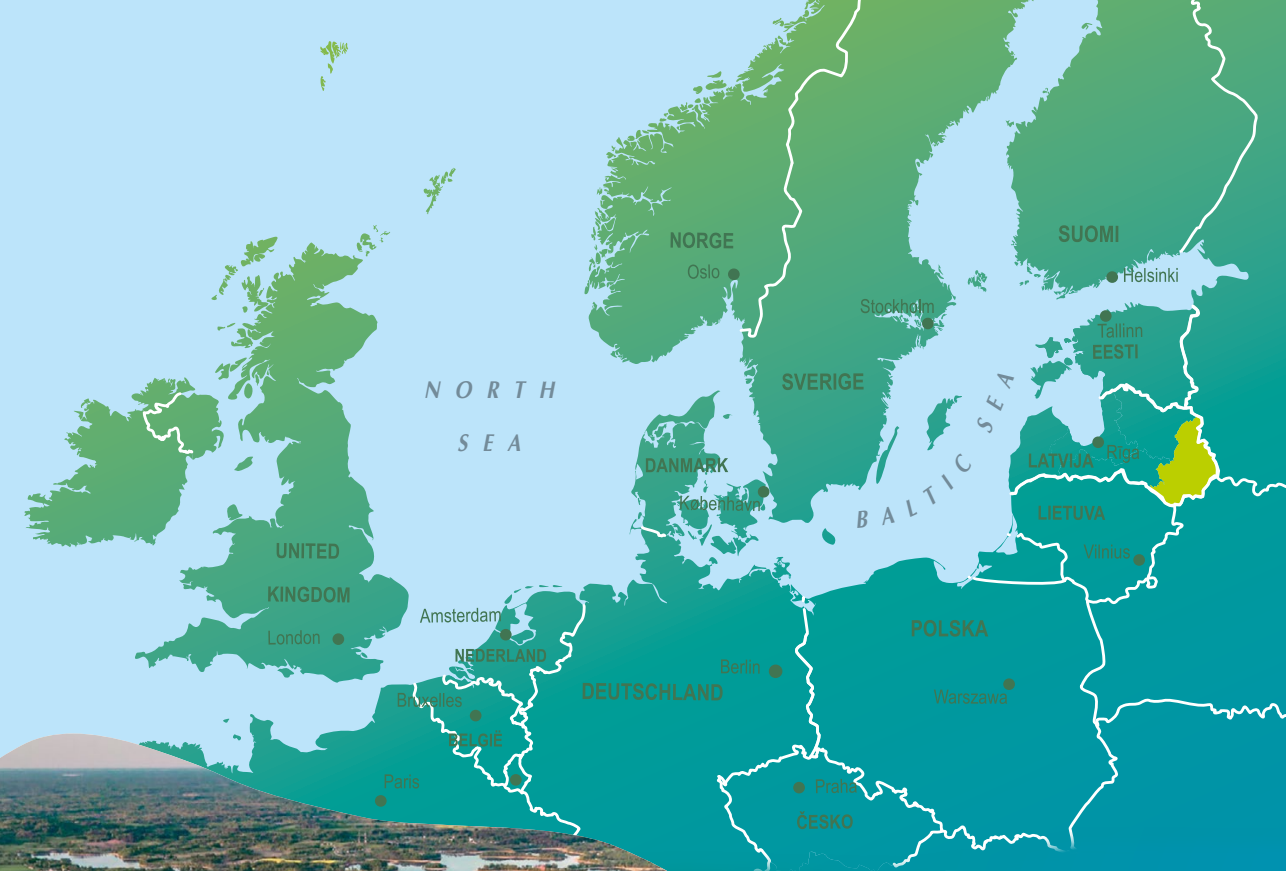 NORGE
Oslo
SUOMI
Helsinki
Stockholm
Tallinn
EESTI
SVERIGE
NORTH
SEA
BALTIC SEA
DANMARK
København
LATVIJA
Rīga
LIETUVA
Vilnius
UNITED
KINGDOM
London
Amsterdam
NEDERLAND
POLSKA
Warszawa
Berlin
DEUTSCHLAND
Bruxelles
BELGIË
Paris
Praha
ČESKO